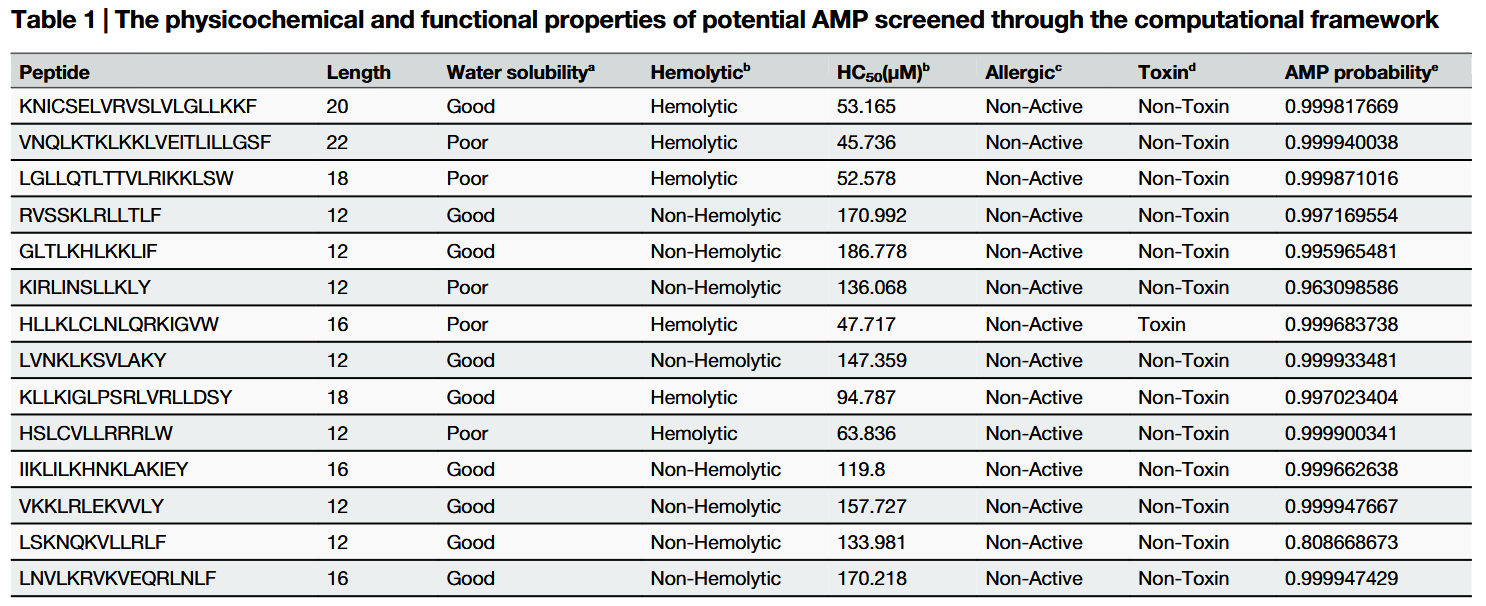 Table 1 | The physicochemical and functional properties of potential AMP screened through the computational framework
Peptide Length Water solubilityᵃ Hemolyticᵇ HC₅₀(µM)ᵇ Allergicᶜ Toxinᵈ AMP probabilityᵉ
KNICSELVRVSLVLGLLKKF 20 Good Hemolytic 53.165 Non-Active Non-Toxin 0.999817669
VNQLKTKLKKLVEITLILLGSF 22 Poor Hemolytic 45.736 Non-Active Non-Toxin 0.999940038
LGLLQTLTTVLRIKKLSW 18 Poor Hemolytic 52.578 Non-Active Non-Toxin 0.999871016
RVSSKLRLLTLF 12 Good Non-Hemolytic 170.992 Non-Active Non-Toxin 0.997169554
GLTLKHLKKLIF 12 Good Non-Hemolytic 186.778 Non-Active Non-Toxin 0.995965481
KIRLINSLLKLY 12 Poor Non-Hemolytic 136.068 Non-Active Non-Toxin 0.963098586
HLLKLCLNLQRKIGVW 16 Poor Hemolytic 47.717 Non-Active Toxin 0.999683738
LVNKLKSVLAKY 12 Good Non-Hemolytic 147.359 Non-Active Non-Toxin 0.999933481
KLLKIGLPSRLVRLLDSY 18 Good Hemolytic 94.787 Non-Active Non-Toxin 0.997023404
HSLCVLLRRRLW 12 Poor Hemolytic 63.836 Non-Active Non-Toxin 0.999900341
IIKLILKHNKLAKIEY 16 Good Non-Hemolytic 119.8 Non-Active Non-Toxin 0.999662638
VKKLRLEKVVLY 12 Good Non-Hemolytic 157.727 Non-Active Non-Toxin 0.999947667
LSKNQKVLLRLF 12 Good Non-Hemolytic 133.981 Non-Active Non-Toxin 0.808668673
LNVLKRVKVEQRLNLF 16 Good Non-Hemolytic 170.218 Non-Active Non-Toxin 0.999947429